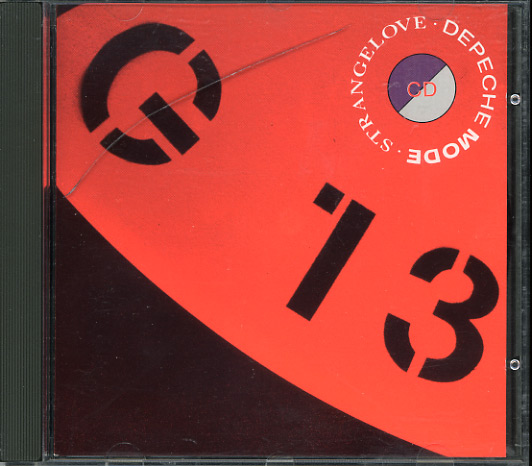 STRANGELOVE · DEPECHE MODE ·
CD
13